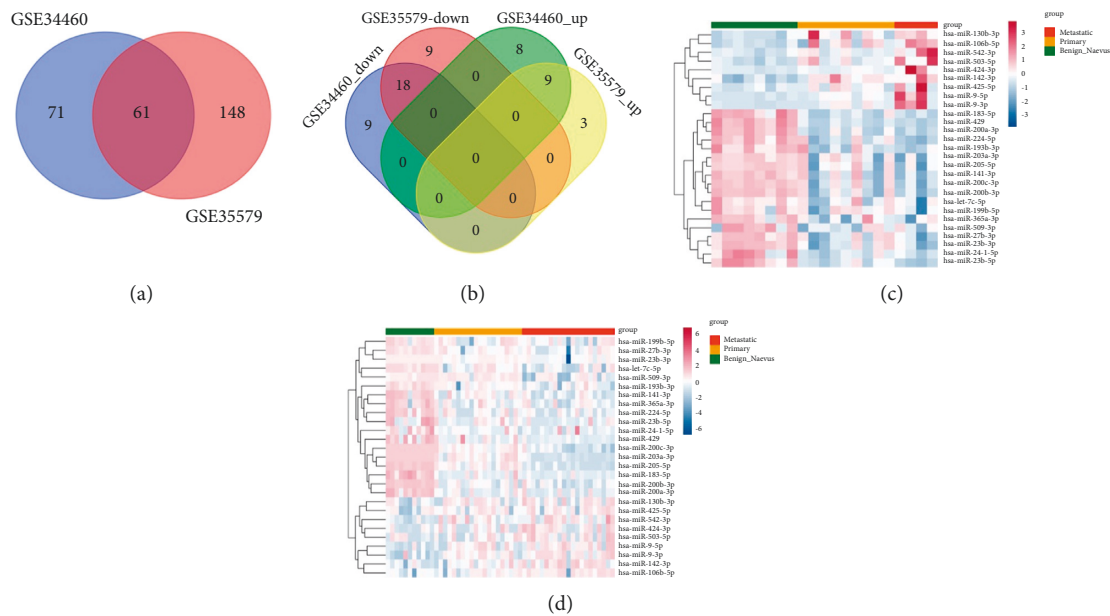 GSE34460
71
61
148
GSE35579
(a)
GSE35579-down
GSE34460_up
GSE34460_down
GSE35579_up
9
8
18
0
9
9
0
0
3
0
0
0
0
0
0
(b)
group
hsa-miR-130b-3p
hsa-miR-106b-5p
hsa-miR-542-3p
hsa-miR-503-5p
hsa-miR-424-3p
hsa-miR-142-3p
hsa-miR-425-5p
hsa-miR-9-5p
hsa-miR-9-3p
hsa-miR-183-5p
hsa-miR-429
hsa-miR-200a-3p
hsa-miR-224-5p
hsa-miR-193b-3p
hsa-miR-203a-3p
hsa-miR-205-5p
hsa-miR-141-3p
hsa-miR-200c-3p
hsa-miR-200b-3p
hsa-let-7c-5p
hsa-miR-199b-5p
hsa-miR-365a-3p
hsa-miR-509-3p
hsa-miR-27b-3p
hsa-miR-23b-3p
hsa-miR-24-1-5p
hsa-miR-23b-5p
3
2
1
0
-1
-2
-3
group
Metastatic
Primary
Benign_Naevus
(c)
group
hsa-miR-199b-5p
hsa-miR-27b-3p
hsa-miR-23b-3p
hsa-let-7c-5p
hsa-miR-509-3p
hsa-miR-193b-3p
hsa-miR-141-3p
hsa-miR-365a-3p
hsa-miR-224-5p
hsa-miR-23b-5p
hsa-miR-24-1-5p
hsa-miR-429
hsa-miR-200c-3p
hsa-miR-203a-3p
hsa-miR-205-5p
hsa-miR-183-5p
hsa-miR-200b-3p
hsa-miR-200a-3p
hsa-miR-130b-3p
hsa-miR-425-5p
hsa-miR-542-3p
hsa-miR-424-3p
hsa-miR-503-5p
hsa-miR-9-5p
hsa-miR-9-3p
hsa-miR-142-3p
hsa-miR-106b-5p
6
4
2
0
-2
-4
-6
group
Metastatic
Primary
Benign_Naevus
(d)